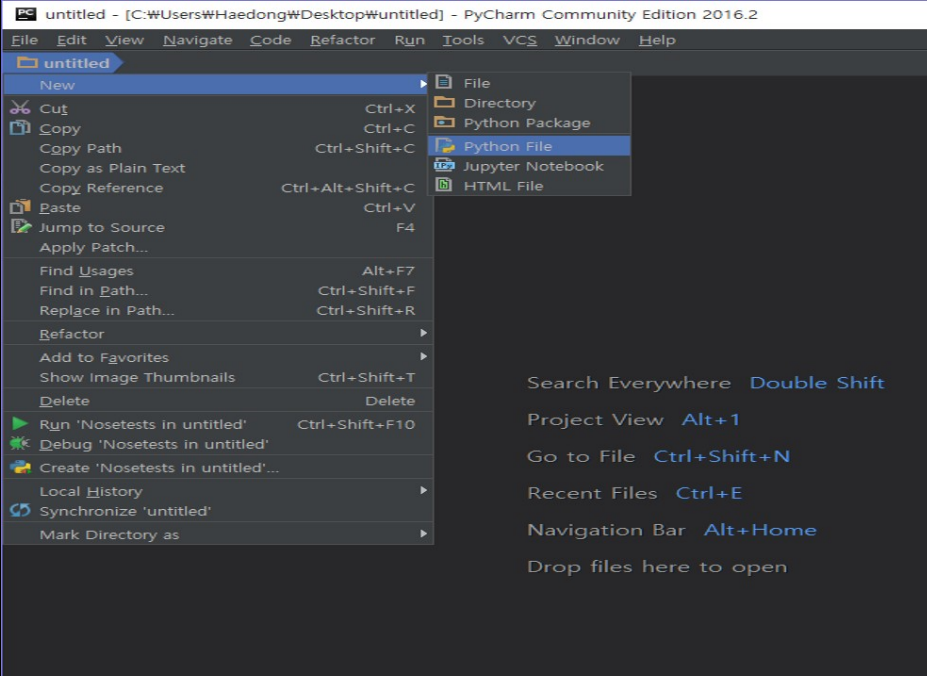 PC untitled - [C:₩Users₩Haedong₩Desktop₩untitled] - PyCharm Community Edition 2016.2
File Edit View Navigate Code Refactor Run Tools VCS Window Help
untitled
New
Cut Ctrl+X
Copy Ctrl+C
Copy Path Ctrl+Shift+C
Copy as Plain Text
Copy Reference Ctrl+Alt+Shift+C
Paste Ctrl+V
Jump to Source F4
Apply Patch...
Find Usages Alt+F7
Find in Path... Ctrl+Shift+F
Replace in Path... Ctrl+Shift+R
Refactor
Add to Favorites
Show Image Thumbnails Ctrl+Shift+T
Delete Delete
Run 'Nosetests in untitled' Ctrl+Shift+F10
Debug 'Nosetests in untitled'
Create 'Nosetests in untitled'...
Local History
Synchronize 'untitled'
Mark Directory as
File
Directory
Python Package
Python File
Jupyter Notebook
HTML File
Search Everywhere Double Shift
Project View Alt+1
Go to File Ctrl+Shift+N
Recent Files Ctrl+E
Navigation Bar Alt+Home
Drop files here to open